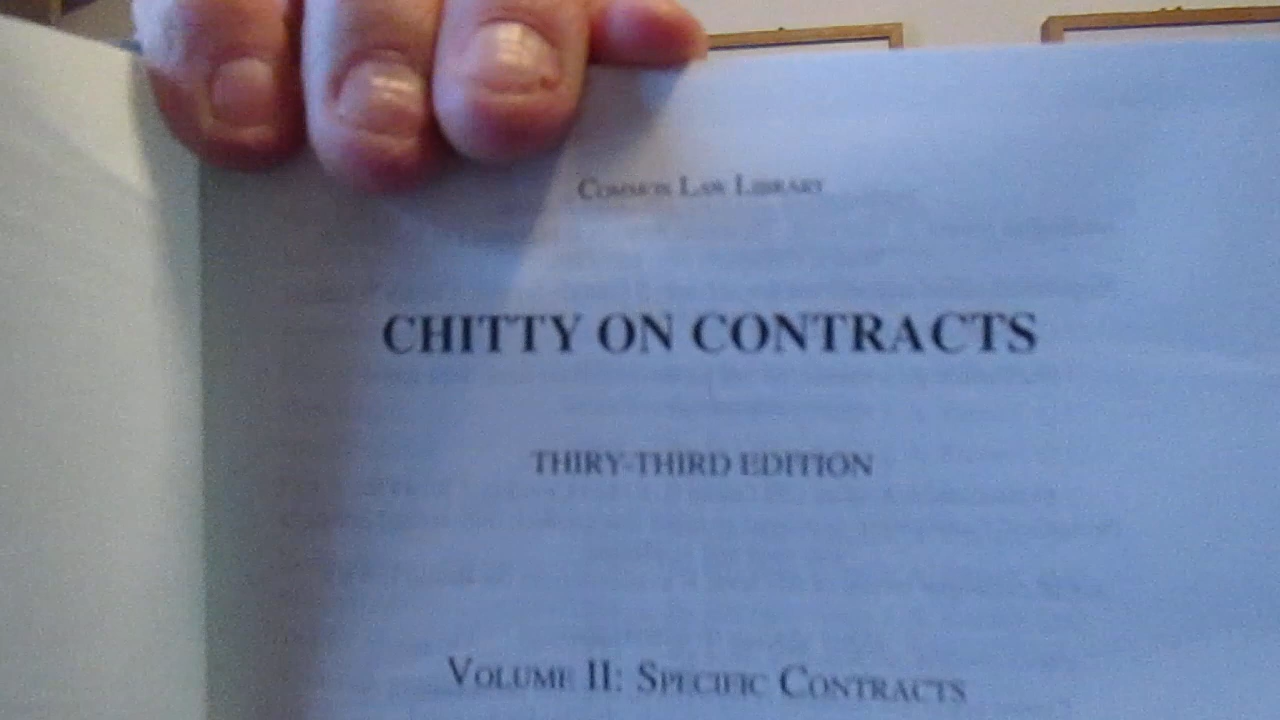 COMMON LAW LIBRARY
CHITTY ON CONTRACTS
THIRY-THIRD EDITION
VOLUME II: SPECIFIC CONTRACTS